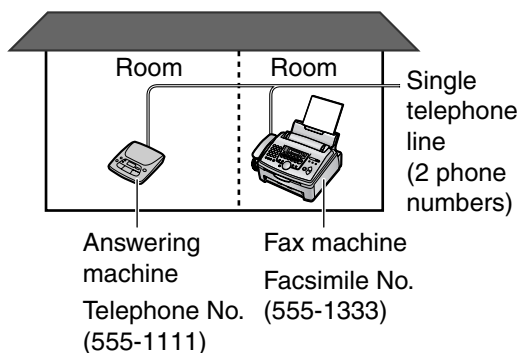 Room
Room
Single
telephone
line
(2 phone
numbers)
Answering
machine
Telephone No.
(555-1111)
Fax machine
Facsimile No.
(555-1333)